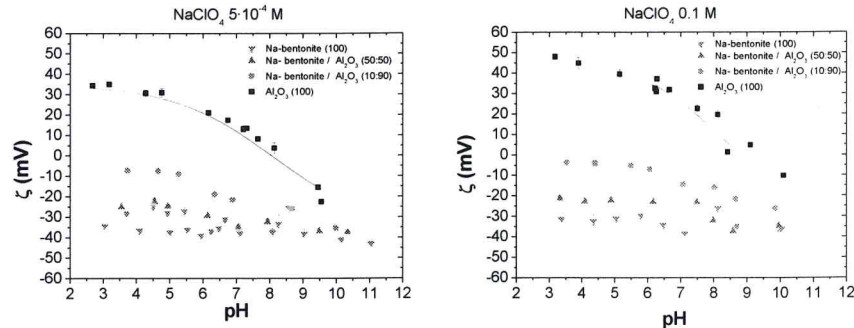 NaClO₄ 5·10⁻⁴ M
60
50
40
30
20
10
0
-10
-20
-30
-40
-50
-60
ζ (mV)
Na-bentonite (100)
Na- bentonite / Al₂O₃ (50:50)
Na- bentonite / Al₂O₃ (10:90)
Al₂O₃ (100)
2 3 4 5 6 7 8 9 10 11 12
pH
NaClO₄ 0.1 M
60
50
40
30
20
10
0
-10
-20
-30
-40
-50
-60
ζ (mV)
Na-bentonite (100)
Na- bentonite / Al₂O₃ (50:50)
Na- bentonite / Al₂O₃ (10:90)
Al₂O₃ (100)
2 3 4 5 6 7 8 9 10 11 12
pH